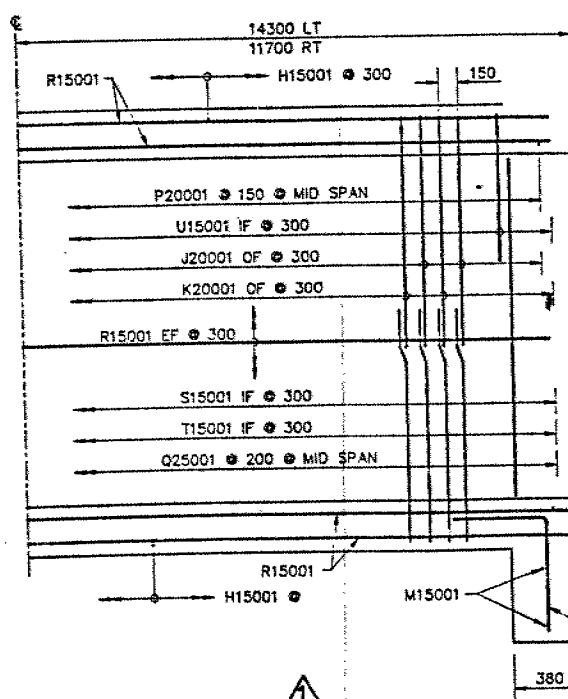 ℄
14300 LT
11700 RT
R15001
H15001 @ 300
150
P20001 @ 150 @ MID SPAN
U15001 IF @ 300
J20001 OF @ 300
K20001 OF @ 300
R15001 EF @ 300
S15001 IF @ 300
T15001 IF @ 300
Q25001 @ 200 @ MID SPAN
R15001
H15001 @
M15001
380
1